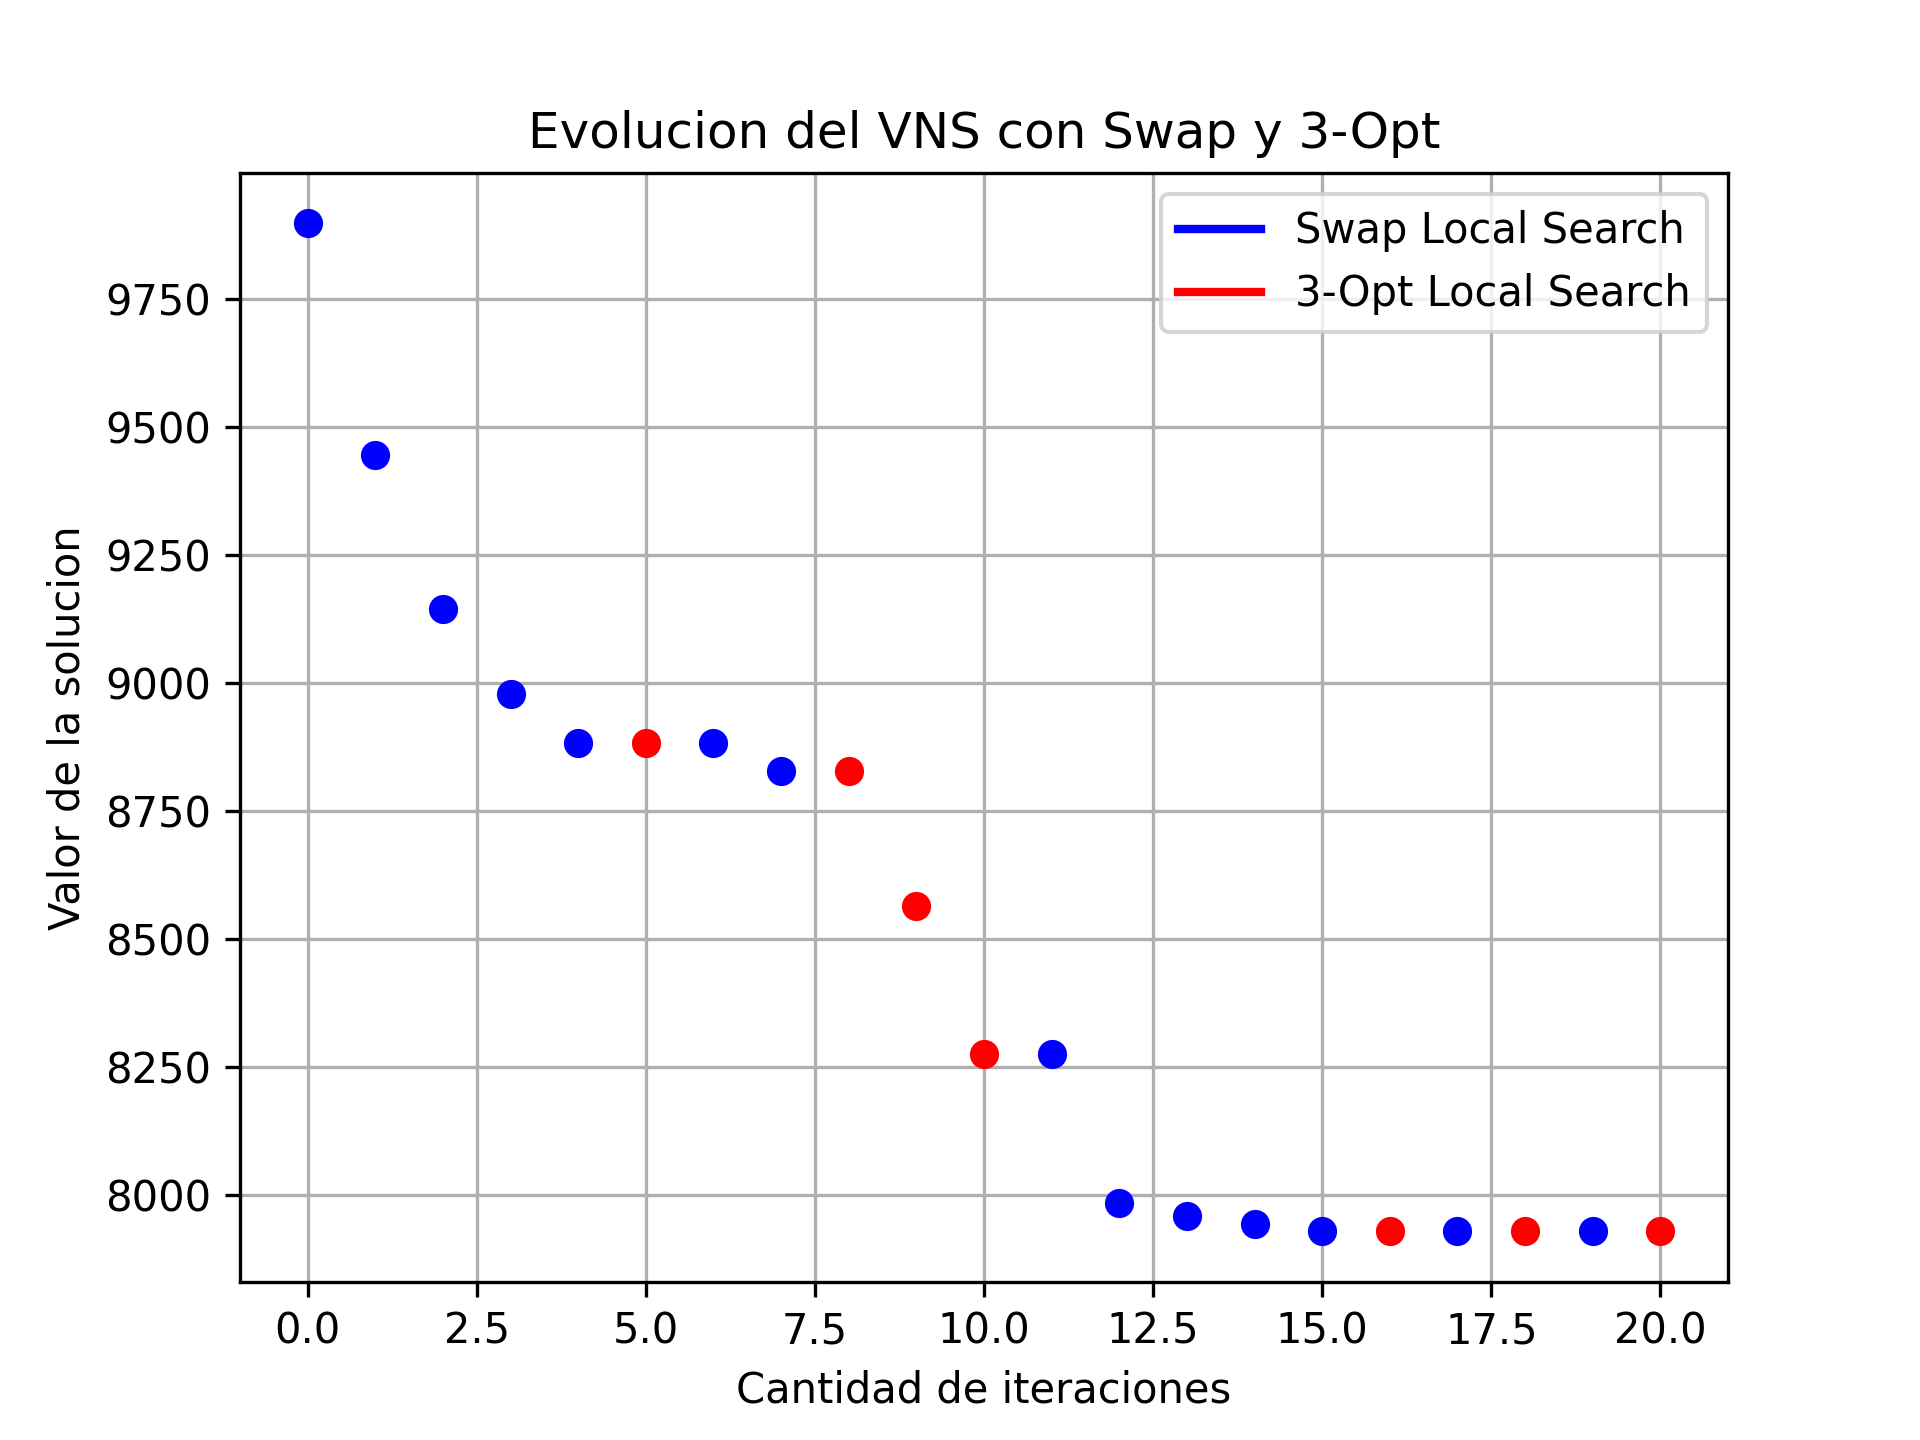 Evolucion del VNS con Swap y 3-Opt
Swap Local Search
3-Opt Local Search
Valor de la solucion
9750
9500
9250
9000
8750
8500
8250
8000
0.0 2.5 5.0 7.5 10.0 12.5 15.0 17.5 20.0
Cantidad de iteraciones